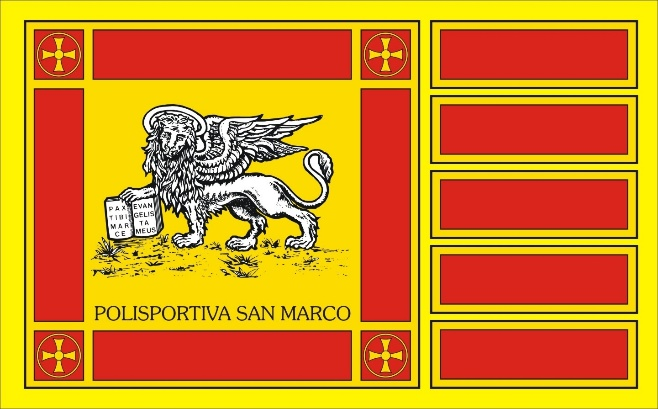 PAX EVAN
TIBI GELIS
MAR TA
CE MEUS
POLISPORTIVA SAN MARCO